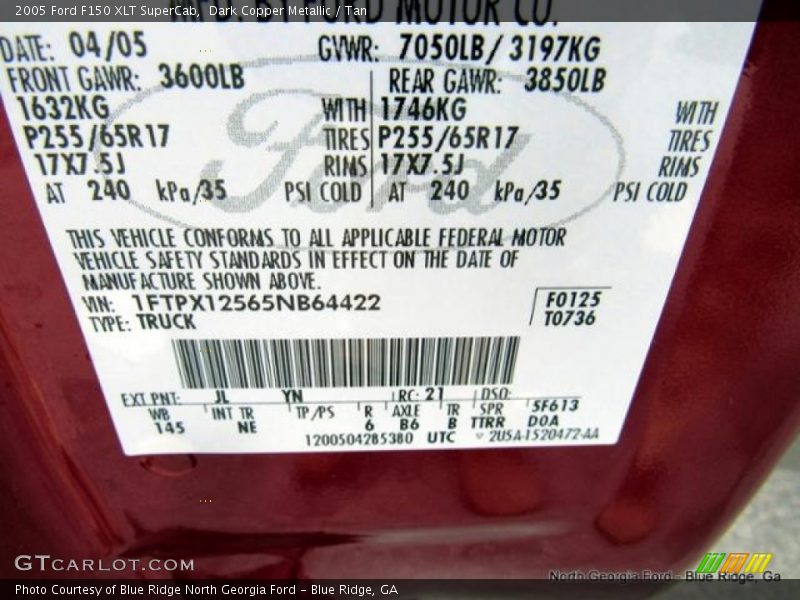 2005 Ford F150 XLT SuperCab, Dark Copper Metallic / Tan
MFD. BY FORD MOTOR CO.
DATE: 04/05 GVWR: 7050LB/ 3197KG
FRONT GAWR: 3600LB REAR GAWR: 3850LB
1632KG WITH 1746KG WITH
P255/65R17 TIRES P255/65R17 TIRES
17X7.5J RIMS 17X7.5J RIMS
AT 240 kPa/35 PSI COLD AT 240 kPa/35 PSI COLD
Ford
THIS VEHICLE CONFORMS TO ALL APPLICABLE FEDERAL MOTOR
VEHICLE SAFETY STANDARDS IN EFFECT ON THE DATE OF
MANUFACTURE SHOWN ABOVE.
VIN: 1FTPX12565NB64422 F0125
TYPE: TRUCK T0736
EXT PNT: JL YN RC: 21 DSO:
WB INT TR TP/PS R AXLE TR SPR 5F613
145 NE 6 B6 B TTRR DOA
1200504285380 UTC 2U5A-1520472-AA
GTCARLOT.COM
North Georgia Ford - Blue Ridge, Ga
Photo Courtesy of Blue Ridge North Georgia Ford – Blue Ridge, GA